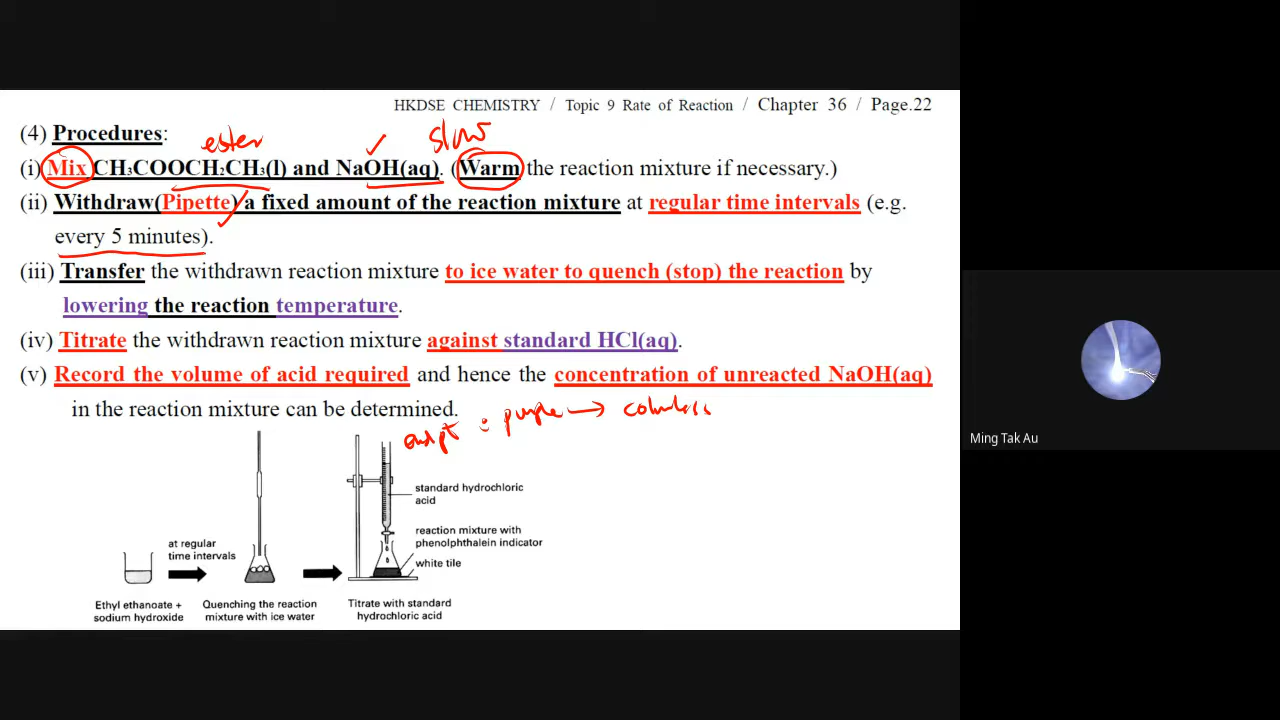 HKDSE CHEMISTRY / Topic 9 Rate of Reaction / Chapter 36 / Page.22
(4) Procedures:
ester slow
(i) Mix CH₃COOCH₂CH₃(l) and NaOH(aq). (Warm the reaction mixture if necessary.)
(ii) Withdraw(Pipette) a fixed amount of the reaction mixture at regular time intervals (e.g.
every 5 minutes).
(iii) Transfer the withdrawn reaction mixture to ice water to quench (stop) the reaction by
lowering the reaction temperature.
(iv) Titrate the withdrawn reaction mixture against standard HCl(aq).
(v) Record the volume of acid required and hence the concentration of unreacted NaOH(aq)
in the reaction mixture can be determined.
end pt : purple → colourless
standard hydrochloric
acid
reaction mixture with
phenolphthalein indicator
white tile
at regular
time intervals
Ethyl ethanoate +
sodium hydroxide
Quenching the reaction
mixture with ice water
Titrate with standard
hydrochloric acid
Ming Tak Au